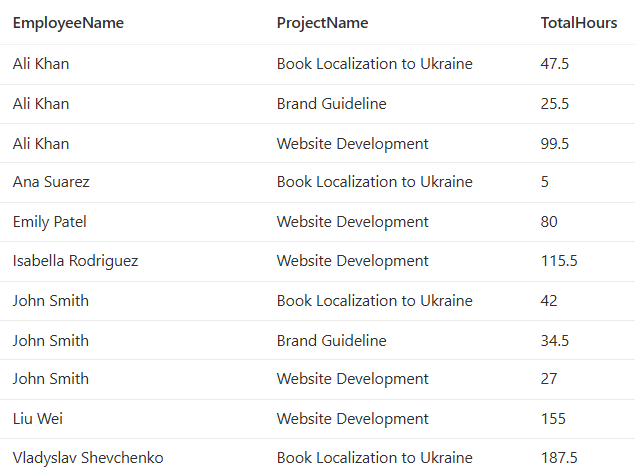 EmployeeName ProjectName TotalHours
Ali Khan Book Localization to Ukraine 47.5
Ali Khan Brand Guideline 25.5
Ali Khan Website Development 99.5
Ana Suarez Book Localization to Ukraine 5
Emily Patel Website Development 80
Isabella Rodriguez Website Development 115.5
John Smith Book Localization to Ukraine 42
John Smith Brand Guideline 34.5
John Smith Website Development 27
Liu Wei Website Development 155
Vladyslav Shevchenko Book Localization to Ukraine 187.5